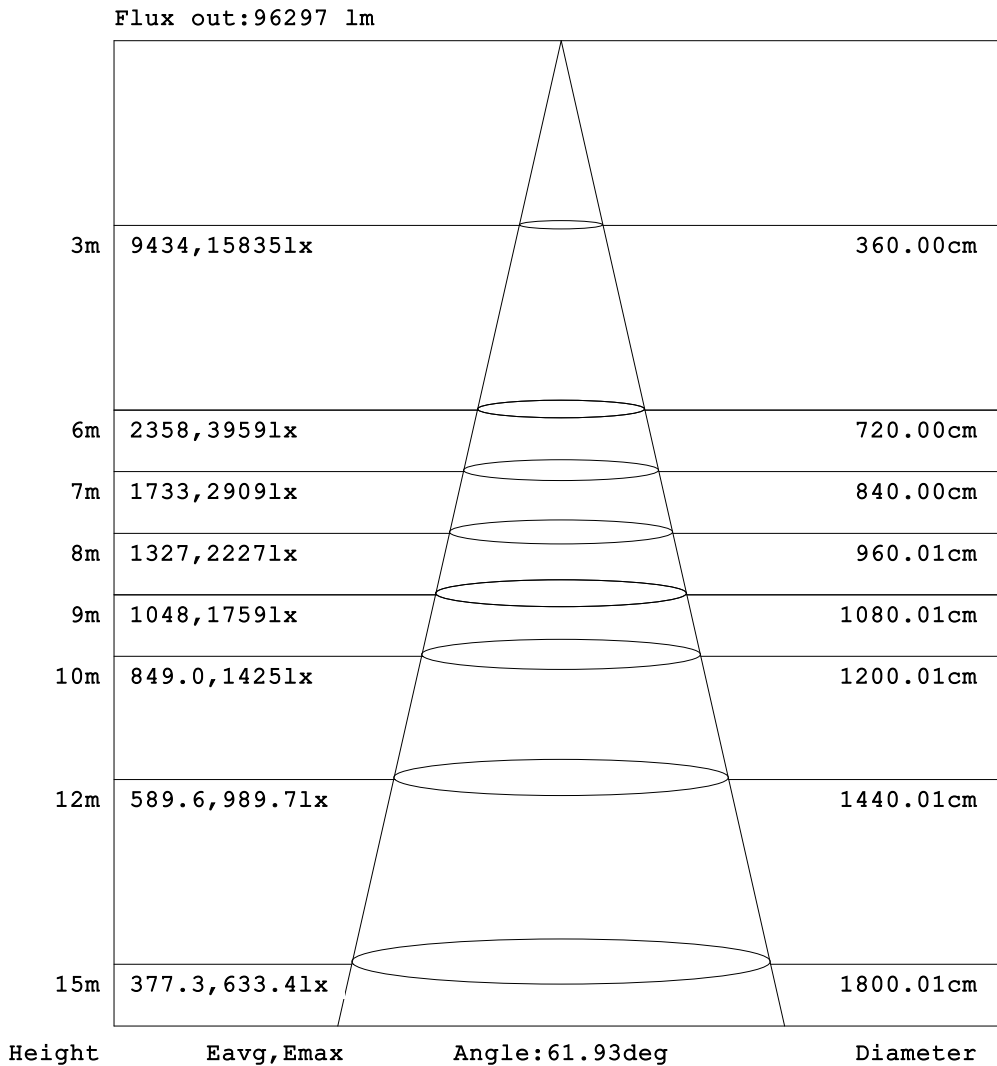 Flux out:96297 lm
3m 9434,15835lx 360.00cm
6m 2358,3959lx 720.00cm
7m 1733,2909lx 840.00cm
8m 1327,2227lx 960.01cm
9m 1048,1759lx 1080.01cm
10m 849.0,1425lx 1200.01cm
12m 589.6,989.7lx 1440.01cm
15m 377.3,633.4lx 1800.01cm
Height Eavg,Emax Angle:61.93deg Diameter